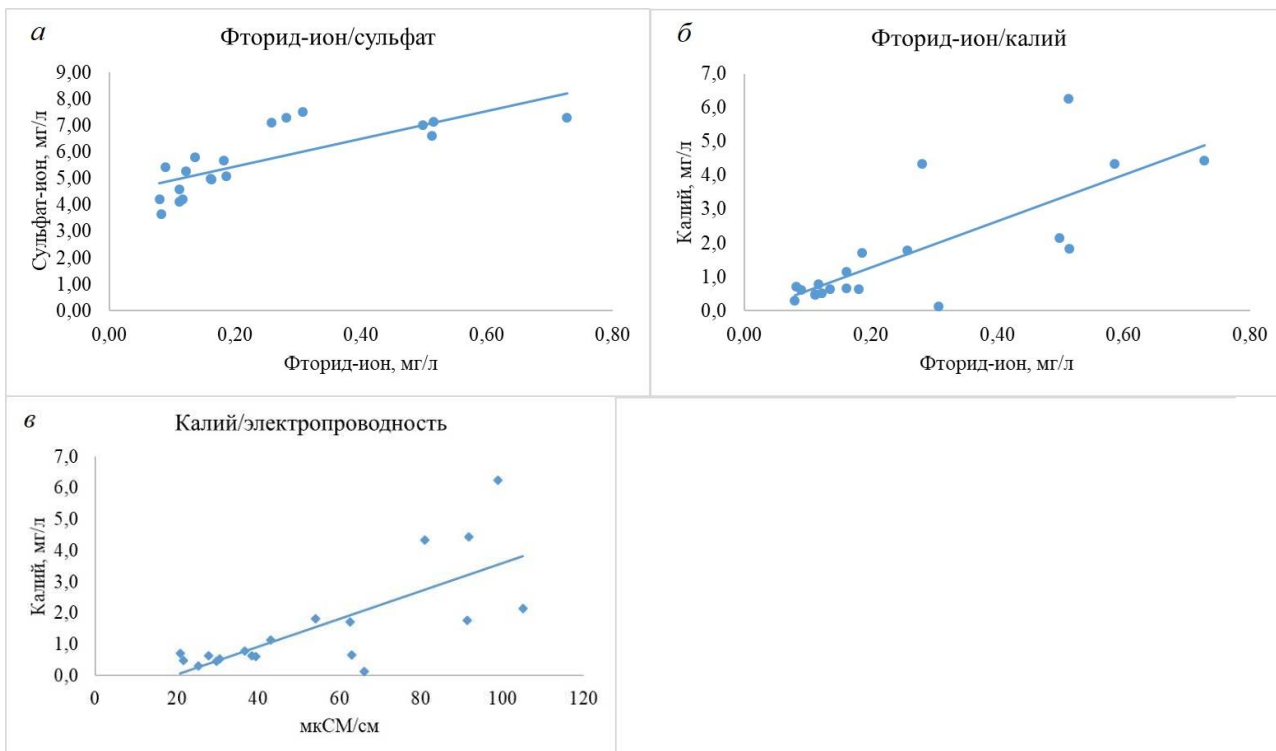 а
Фторид-ион/сульфат
Сульфат-ион, мг/л
9,00
8,00
7,00
6,00
5,00
4,00
3,00
2,00
1,00
0,00
0,00 0,20 0,40 0,60 0,80
Фторид-ион, мг/л
б
Фторид-ион/калий
Калий, мг/л
7,0
6,0
5,0
4,0
3,0
2,0
1,0
0,0
0,00 0,20 0,40 0,60 0,80
Фторид-ион, мг/л
в
Калий/электропроводность
Калий, мг/л
7,0
6,0
5,0
4,0
3,0
2,0
1,0
0,0
0 20 40 60 80 100 120
мкСМ/см